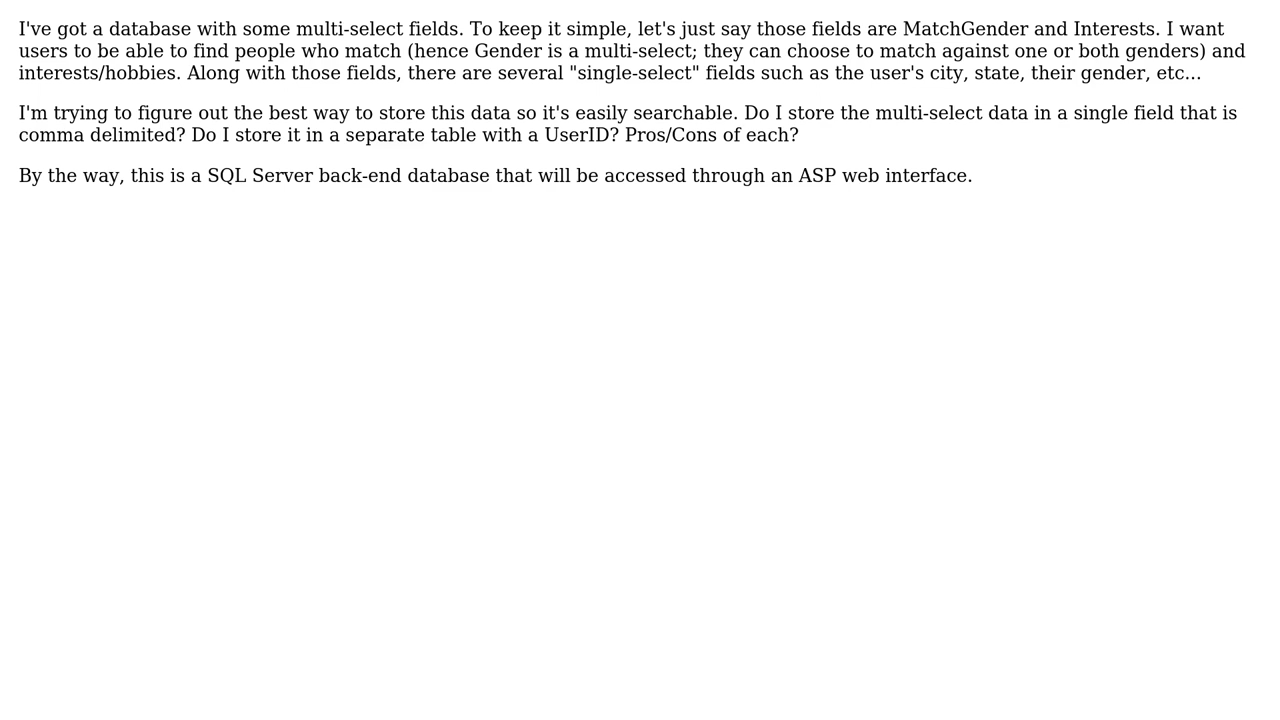 I've got a database with some multi-select fields. To keep it simple, let's just say those fields are MatchGender and Interests. I want
users to be able to find people who match (hence Gender is a multi-select; they can choose to match against one or both genders) and
interests/hobbies. Along with those fields, there are several "single-select" fields such as the user's city, state, their gender, etc...
I'm trying to figure out the best way to store this data so it's easily searchable. Do I store the multi-select data in a single field that is
comma delimited? Do I store it in a separate table with a UserID? Pros/Cons of each?
By the way, this is a SQL Server back-end database that will be accessed through an ASP web interface.